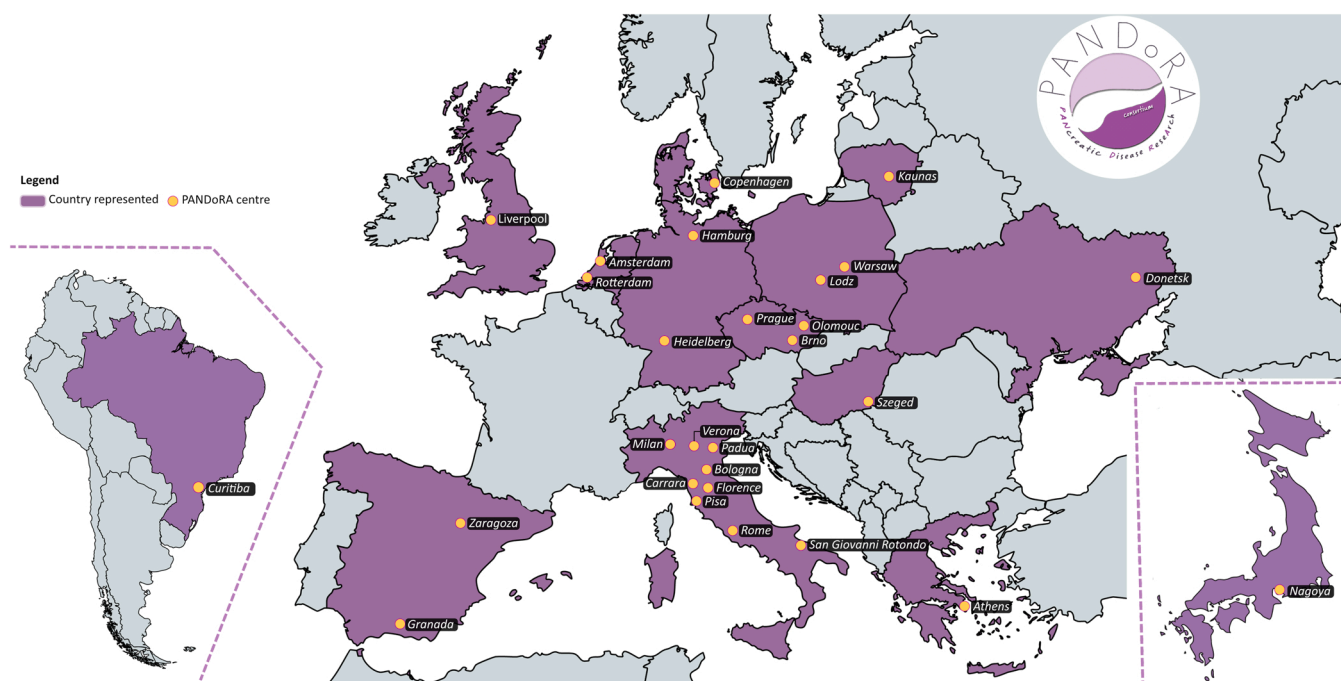 PANDoRA
consortium
PANcreatic Disease ReseArch
Legend
Country represented
PANDoRA centre
Copenhagen
Kaunas
Liverpool
Hamburg
Amsterdam
Rotterdam
Warsaw
Lodz
Donetsk
Prague
Olomouc
Brno
Heidelberg
Szeged
Verona
Milan
Padua
Bologna
Carrara
Florence
Pisa
Curitiba
Zaragoza
Rome
San Giovanni Rotondo
Nagoya
Athens
Granada